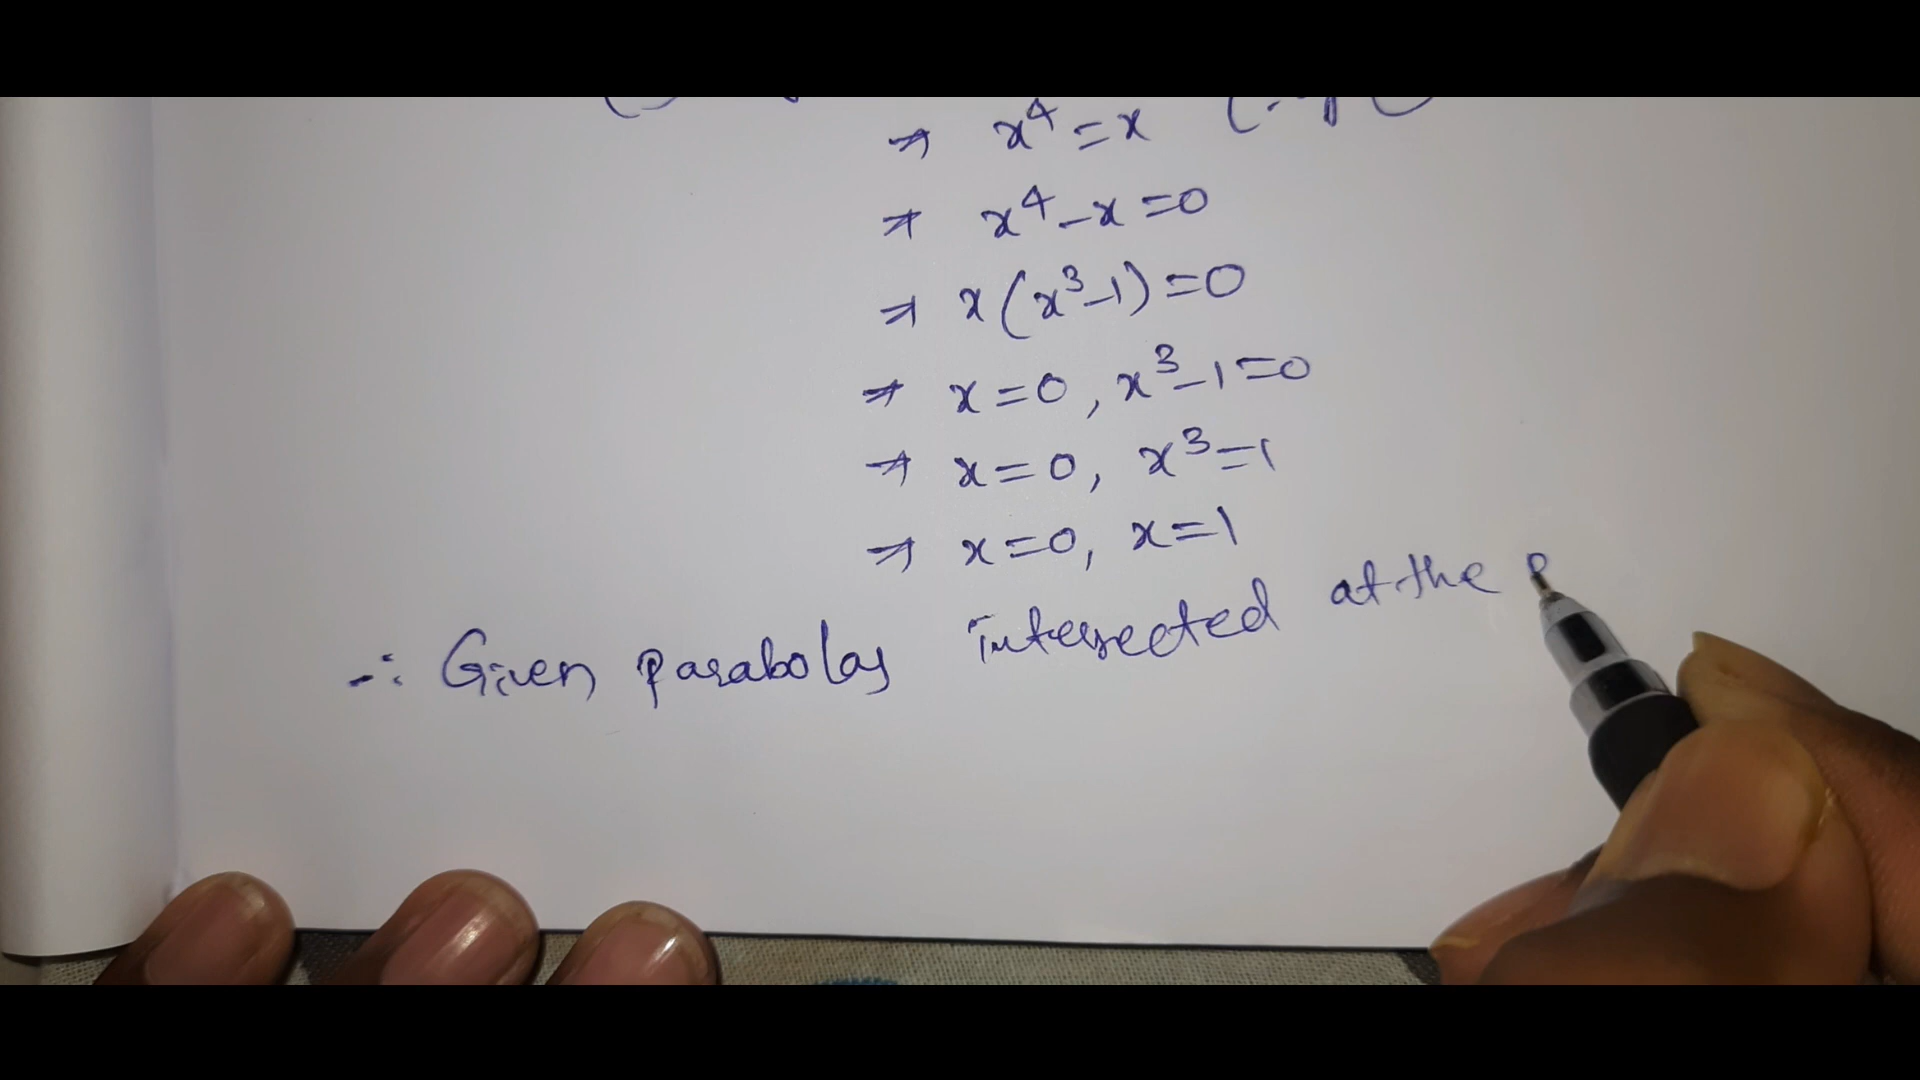 ⇒ x⁴ = x
⇒ x⁴ - x = 0
⇒ x(x³-1) = 0
⇒ x = 0, x³-1 = 0
⇒ x = 0, x³ = 1
⇒ x = 0, x = 1
∴ Given parabolas intersected at the